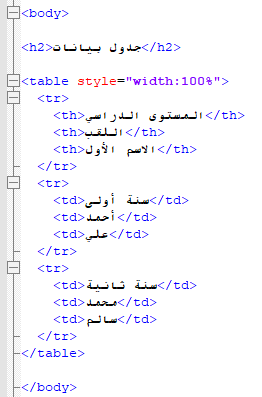 <body>
<h2>جدول بيانات</h2>
<table style="width:100%">
<tr>
<th>المستوى الدراسي</th>
<th>اللقب</th>
<th>الاسم الأول</th>
</tr>
<tr>
<td>سنة أولى</td>
<td>أحمد</td>
<td>علي</td>
</tr>
<tr>
<td>سنة ثانية</td>
<td>محمد</td>
<td>سالم</td>
</tr>
</table>
</body>